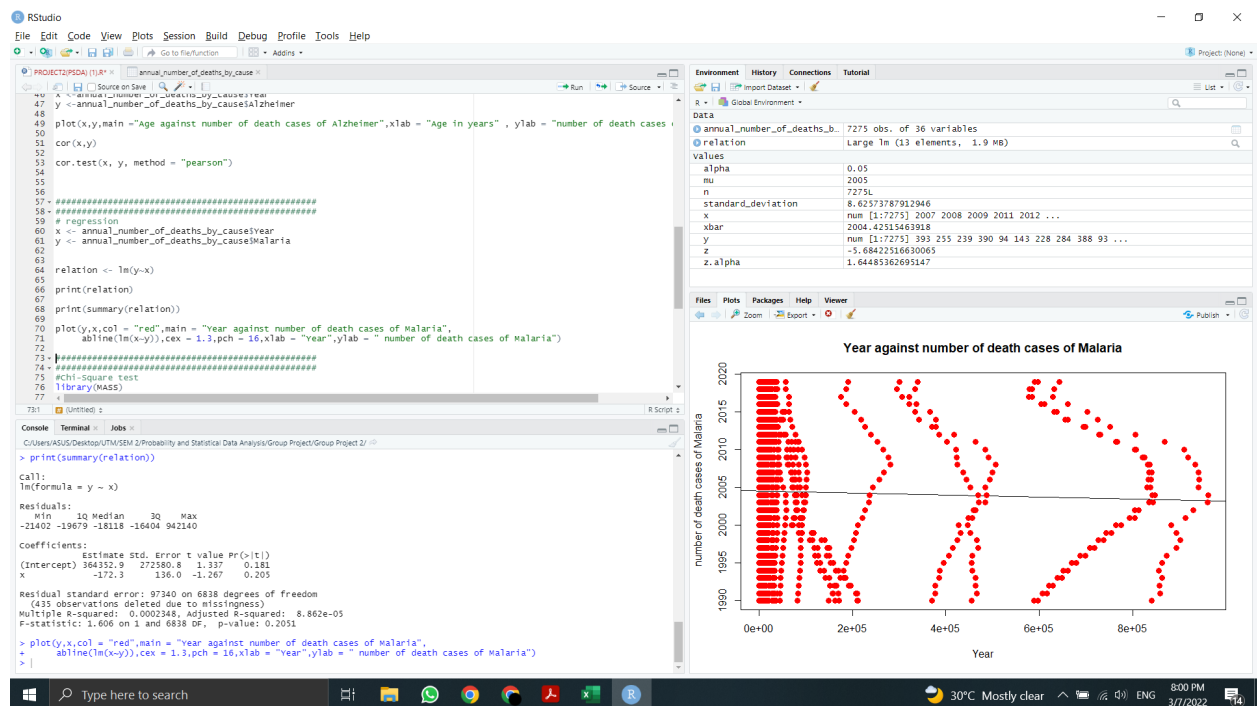 RStudio
File Edit Code View Plots Session Build Debug Profile Tools Help
Go to file/function Addins Project: (None)
PROJECT2(PSDA) (1).R* annual_number_of_deaths_by_cause
Source on Save Run Source
46 x <-annual_number_of_deaths_by_cause$Year
47 y <-annual_number_of_deaths_by_cause$Alzheimer
48
49 plot(x,y,main ="Age against number of death cases of Alzheimer",xlab = "Age in years" , ylab = "number of death cases
50
51 cor(x,y)
52
53 cor.test(x, y, method = "pearson")
54
55
56
57 #################################################
58 #################################################
59 # regression
60 x <- annual_number_of_deaths_by_cause$Year
61 y <- annual_number_of_deaths_by_cause$Malaria
62
63
64 relation <- lm(y~x)
65
66 print(relation)
67
68 print(summary(relation))
69
70 plot(y,x,col = "red",main = "Year against number of death cases of Malaria",
71 abline(lm(x~y)),cex = 1.3,pch = 16,xlab = "Year",ylab = " number of death cases of Malaria")
72
73 #################################################
74 #################################################
75 #Chi-Square test
76 library(MASS)
77
73:1 (Untitled) R Script
Console Terminal Jobs
C:/Users/ASUS/Desktop/UTM/SEM 2/Probability and Statistical Data Analysis/Group Project/Group Project 2/
> print(summary(relation))
Call:
lm(formula = y ~ x)
Residuals:
Min 1Q Median 3Q Max
-21402 -19679 -18118 -16404 942140
Coefficients:
Estimate Std. Error t value Pr(>|t|)
(Intercept) 364352.9 272580.8 1.337 0.181
x -172.3 136.0 -1.267 0.205
Residual standard error: 97340 on 6838 degrees of freedom
(435 observations deleted due to missingness)
Multiple R-squared: 0.0002348, Adjusted R-squared: 8.862e-05
F-statistic: 1.606 on 1 and 6838 DF, p-value: 0.2051
> plot(y,x,col = "red",main = "Year against number of death cases of Malaria",
+ abline(lm(x~y)),cex = 1.3,pch = 16,xlab = "Year",ylab = " number of death cases of Malaria")
>
Environment History Connections Tutorial
Import Dataset List
R Global Environment
Data
annual_number_of_deaths_b… 7275 obs. of 36 variables
relation Large lm (13 elements, 1.9 MB)
values
alpha 0.05
mu 2005
n 7275L
standard_deviation 8.62573787912946
x num [1:7275] 2007 2008 2009 2011 2012 ...
xbar 2004.42515463918
y num [1:7275] 393 255 239 390 94 143 228 284 388 93 ...
z -5.68422516630065
z.alpha 1.64485362695147
Files Plots Packages Help Viewer
Zoom Export Publish
Year against number of death cases of Malaria
number of death cases of Malaria
2020
2015
2010
2005
2000
1995
1990
0e+00 2e+05 4e+05 6e+05 8e+05
Year
Type here to search
R
30°C Mostly clear ENG
8:00 PM
3/7/2022
14